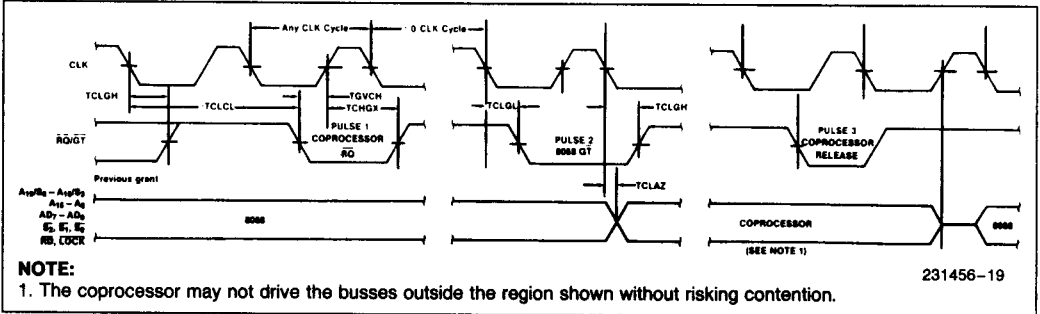 Any CLK Cycle
0 CLK Cycle
CLK
TCLGH
TCLCL
TGVCH
TCHGX
TCLGL
TCLGH
RQ/GT
PULSE 1
COPROCESSOR
RQ
PULSE 2
8088 GT
PULSE 3
COPROCESSOR
RELEASE
Previous grant
TCLAZ
A19/S6 – A16/S3
A15 – A8
AD7 – AD0
S2, S1, S0
RD, LOCK
8088
COPROCESSOR
8088
(SEE NOTE 1)
NOTE:
231456–19
1. The coprocessor may not drive the busses outside the region shown without risking contention.